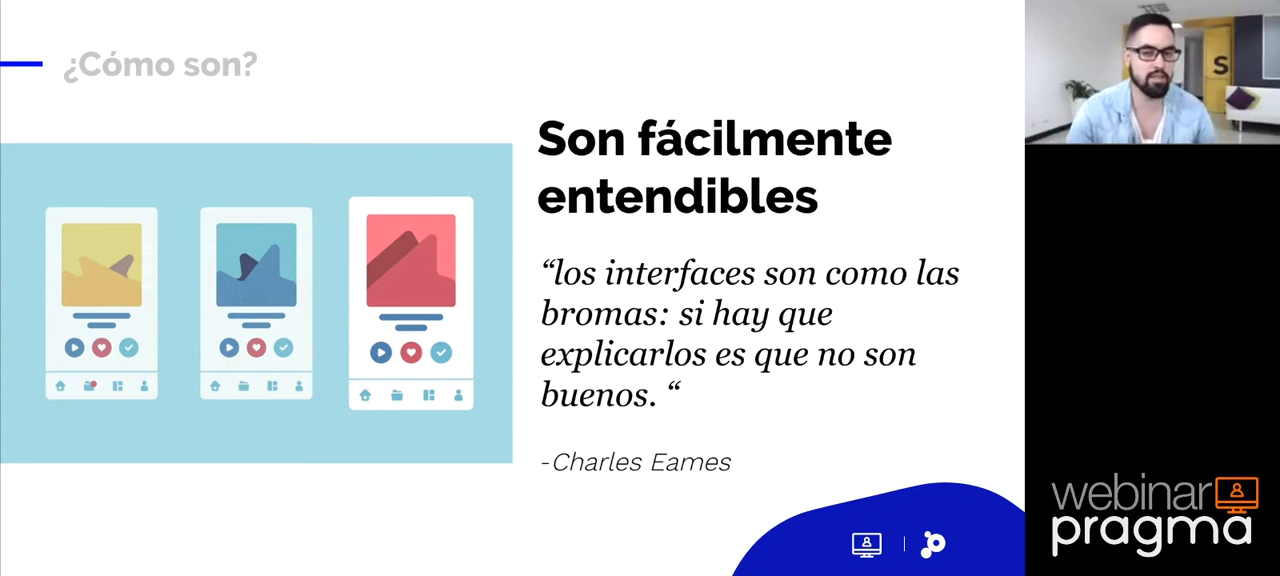 ¿Cómo son?
Son fácilmente
entendibles
“los interfaces son como las
bromas: si hay que
explicarlos es que no son
buenos. “
-Charles Eames
S
webinar
pragma